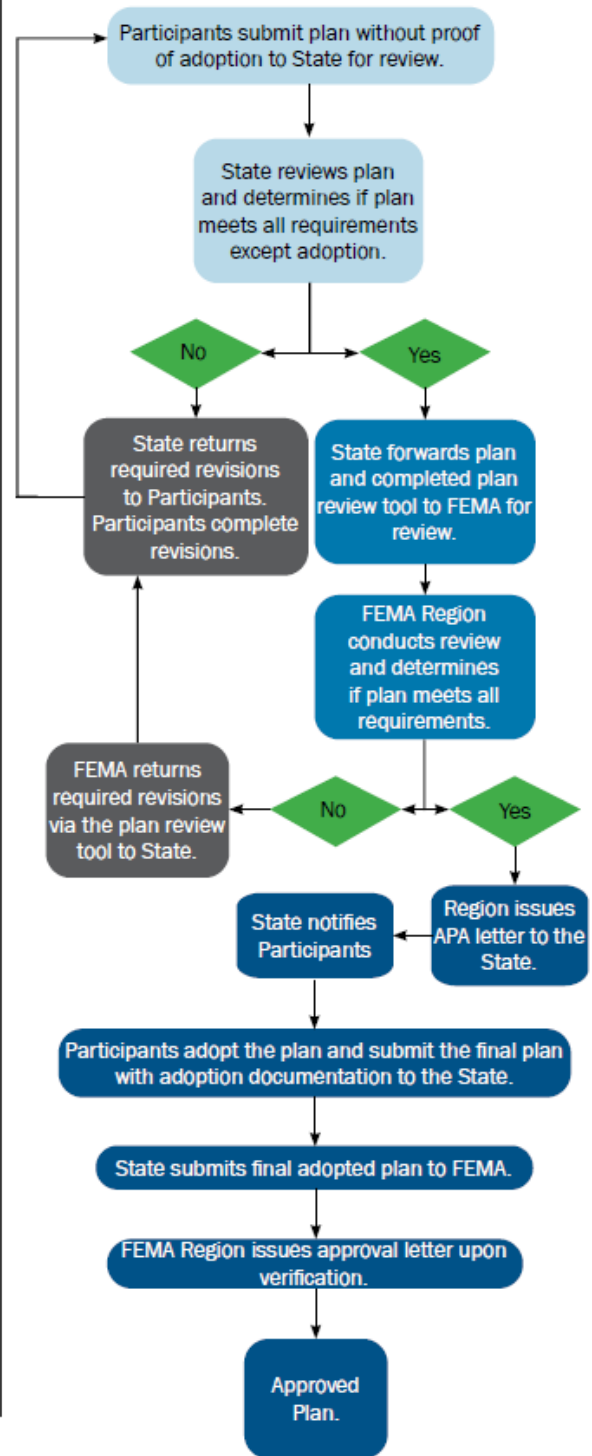 Participants submit plan without proof
of adoption to State for review.
State reviews plan
and determines if plan
meets all requirements
except adoption.
No
Yes
State returns
required revisions
to Participants.
Participants complete
revisions.
State forwards plan
and completed plan
review tool to FEMA for
review.
FEMA Region
conducts review
and determines
if plan meets all
requirements.
FEMA returns
required revisions
via the plan review
tool to State.
No
Yes
Region issues
APA letter to the
State.
State notifies
Participants
Participants adopt the plan and submit the final plan
with adoption documentation to the State.
State submits final adopted plan to FEMA.
FEMA Region issues approval letter upon
verification.
Approved
Plan.